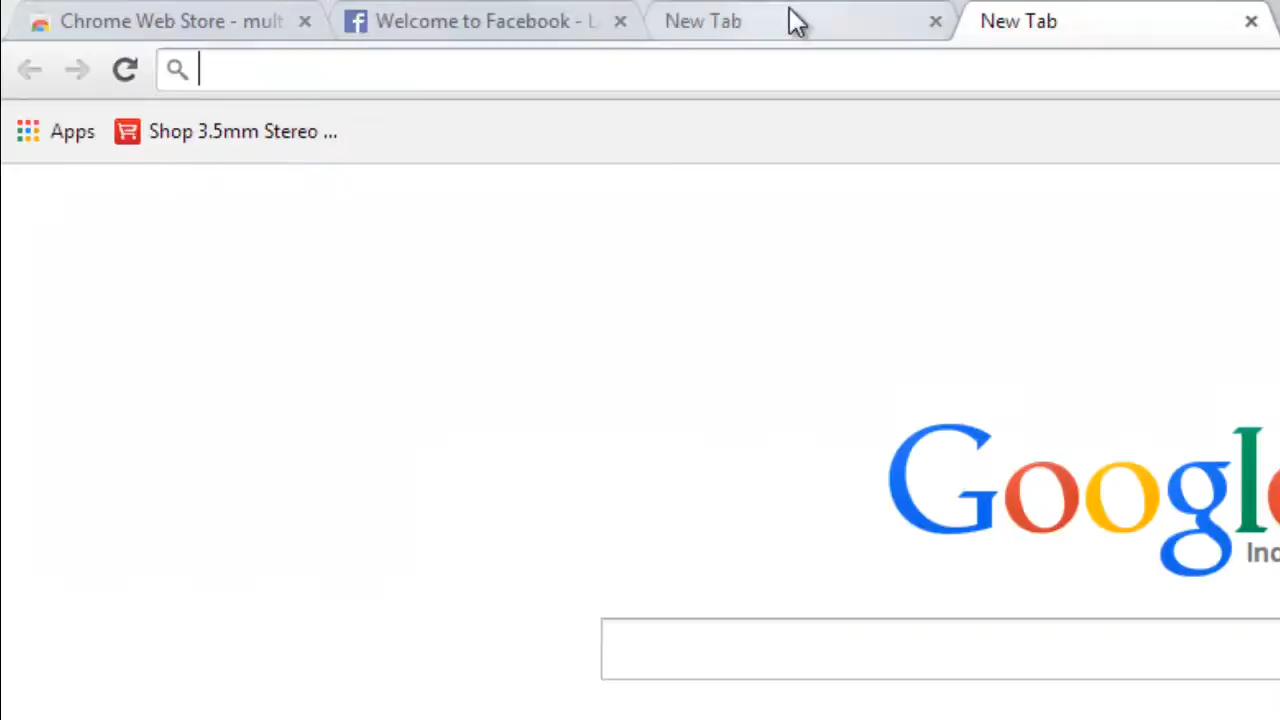 Chrome Web Store - mult Welcome to Facebook - L New Tab New Tab
Apps Shop 3.5mm Stereo ...
Google
Ind